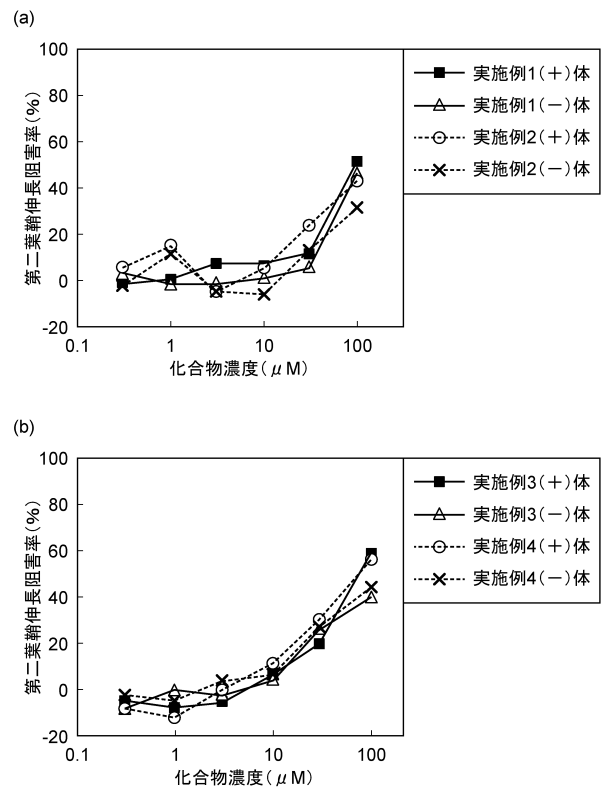 (a)
第二葉鞘伸長阻害率(%)
100
80
60
40
20
0
-20
0.1
1
10
100
化合物濃度(μM)
実施例1(+)体
実施例1(-)体
実施例2(+)体
実施例2(-)体
(b)
第二葉鞘伸長阻害率(%)
100
80
60
40
20
0
-20
0.1
1
10
100
化合物濃度(μM)
実施例3(+)体
実施例3(-)体
実施例4(+)体
実施例4(-)体